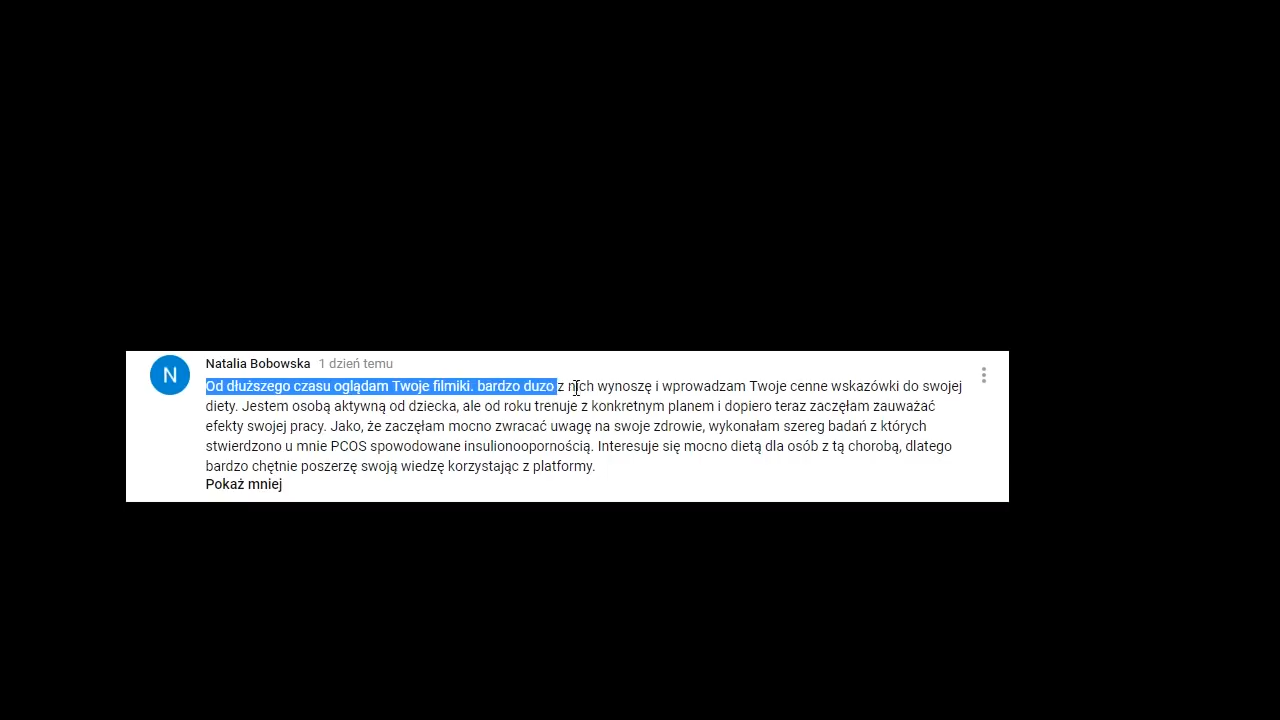 N
Natalia Bobowska 1 dzień temu
Od dłuższego czasu oglądam Twoje filmiki. bardzo duzo z nich wynoszę i wprowadzam Twoje cenne wskazówki do swojej
diety. Jestem osobą aktywną od dziecka, ale od roku trenuje z konkretnym planem i dopiero teraz zaczęłam zauważać
efekty swojej pracy. Jako, że zaczęłam mocno zwracać uwagę na swoje zdrowie, wykonałam szereg badań z których
stwierdzono u mnie PCOS spowodowane insulionoopornością. Interesuje się mocno dietą dla osób z tą chorobą, dlatego
bardzo chętnie poszerzę swoją wiedzę korzystając z platformy.
Pokaż mniej